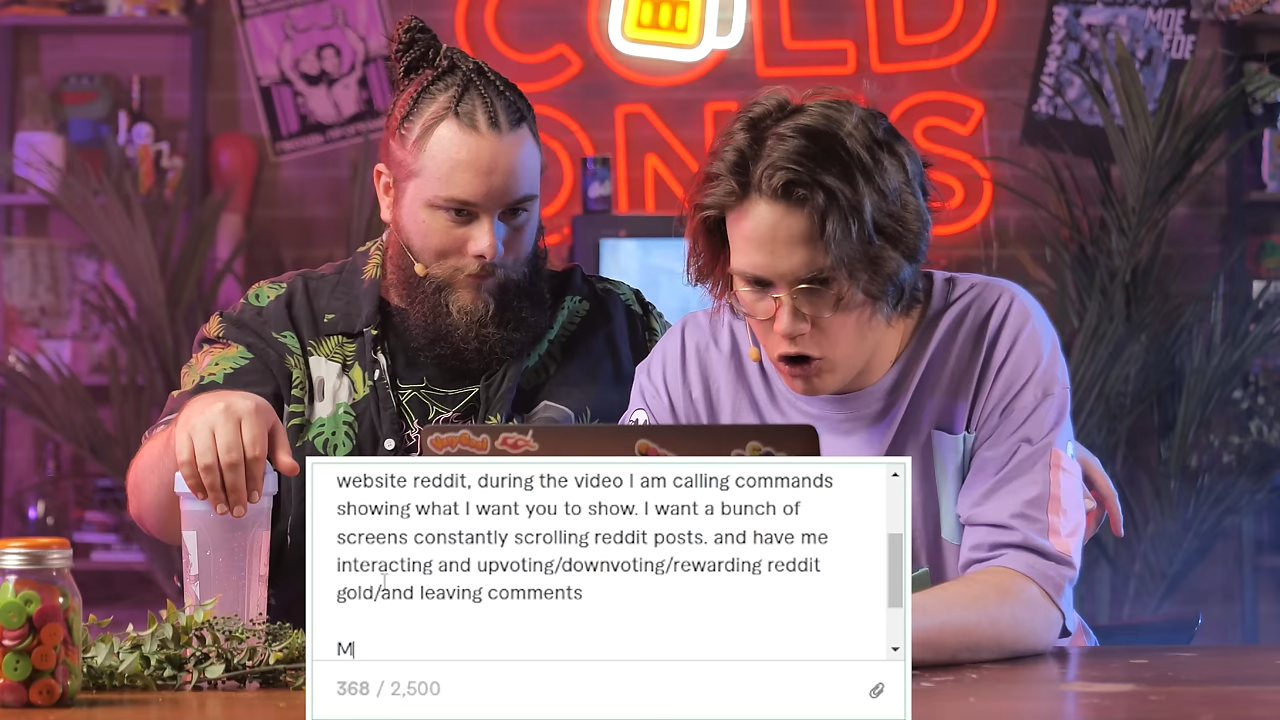 COLD
ONES
MOE
website reddit, during the video I am calling commands
showing what I want you to show. I want a bunch of
screens constantly scrolling reddit posts. and have me
interacting and upvoting/downvoting/rewarding reddit
gold/and leaving comments
M
368 / 2,500